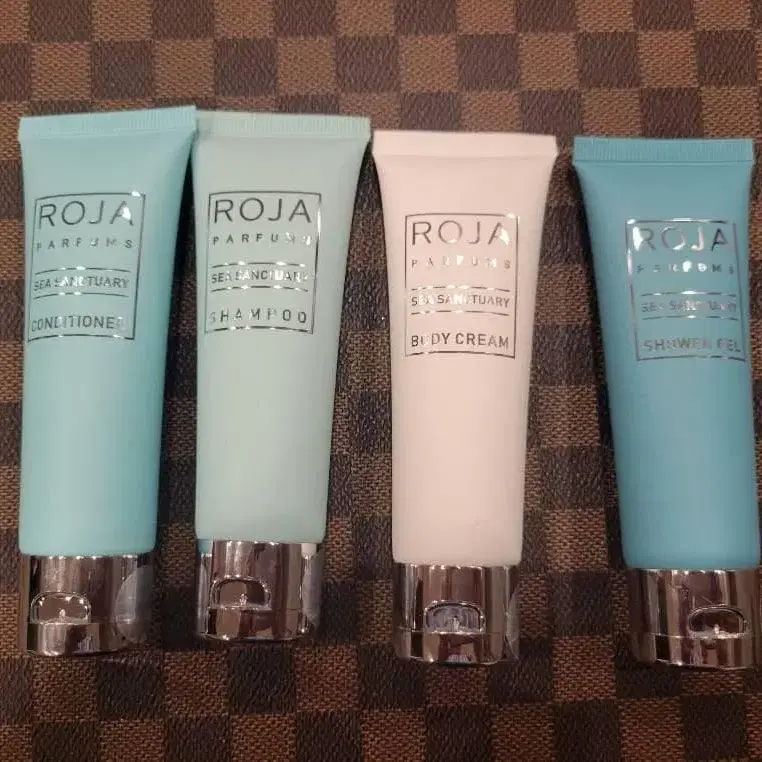 ROJA
PARFUMS
SEA SANCTUARY
CONDITIONER
ROJA
PARFUMS
SEA SANCTUARY
SHAMPOO
ROJA
PARFUMS
SEA SANCTUARY
BODY CREAM
ROJA
PARFUMS
SEA SANCTUARY
SHOWER GEL